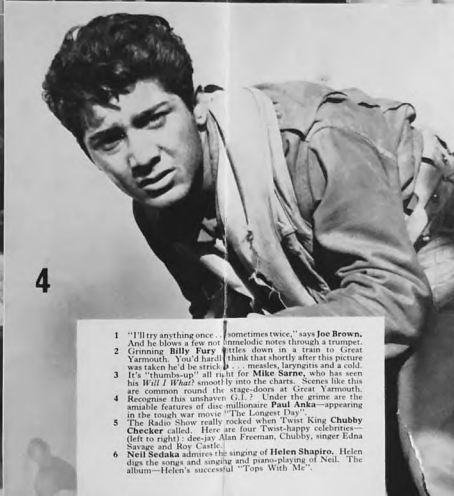 4
1 "I'll try anything once . . sometimes twice," says Joe Brown.
And he blows a few not unmelodic notes through a trumpet.
2 Grinning Billy Fury settles down in a train to Great
Yarmouth. You'd hardly think that shortly after this picture
was taken he'd be . . . measles, laryngitis and a cold.
3 It's "thumbs-up" all right for Mike Sarne, who has seen
his Will I What? smoothly into the charts. Scenes like this
are common round the stage-doors at Great Yarmouth.
4 Recognise this unshaven G.I.? Under the grime are the
amiable features of disc-millionaire Paul Anka—appearing
in the tough war movie "The Longest Day".
5 The Radio Show really rocked when Twist King Chubby
Checker called. Here are four Twist-happy celebrities—
(left to right): dee-jay Alan Freeman, Chubby, singer Edna
Savage and Roy Castle.
6 Neil Sedaka admires the singing of Helen Shapiro. Helen
digs the songs and singing and piano-playing of Neil. The
album—Helen's successful "Tops With Me".